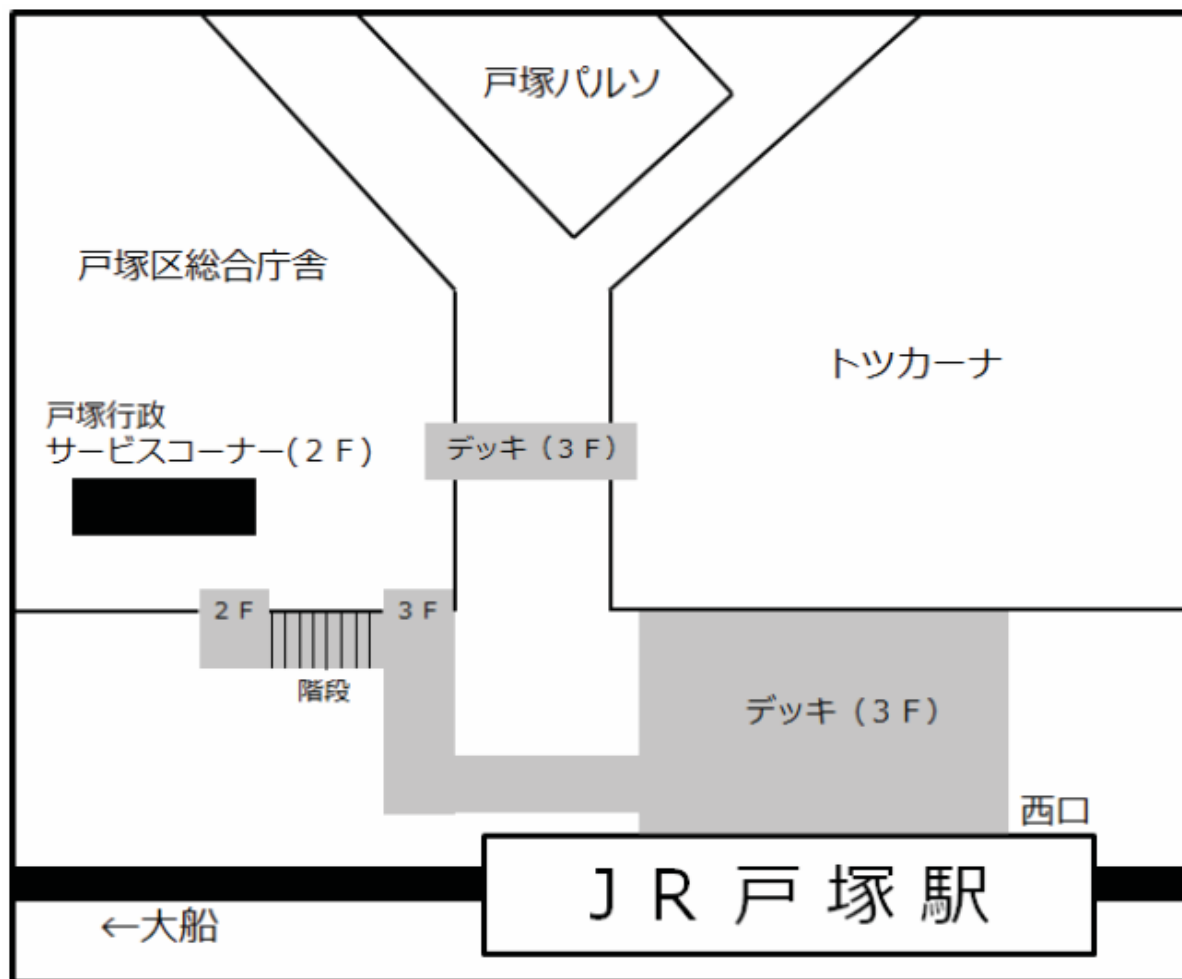 戸塚パルソ
戸塚区総合庁舎
トツカーナ
戸塚行政
サービスコーナー(２Ｆ)
デッキ（３Ｆ）
２Ｆ
３Ｆ
階段
デッキ（３Ｆ）
西口
ＪＲ戸塚駅
←大船